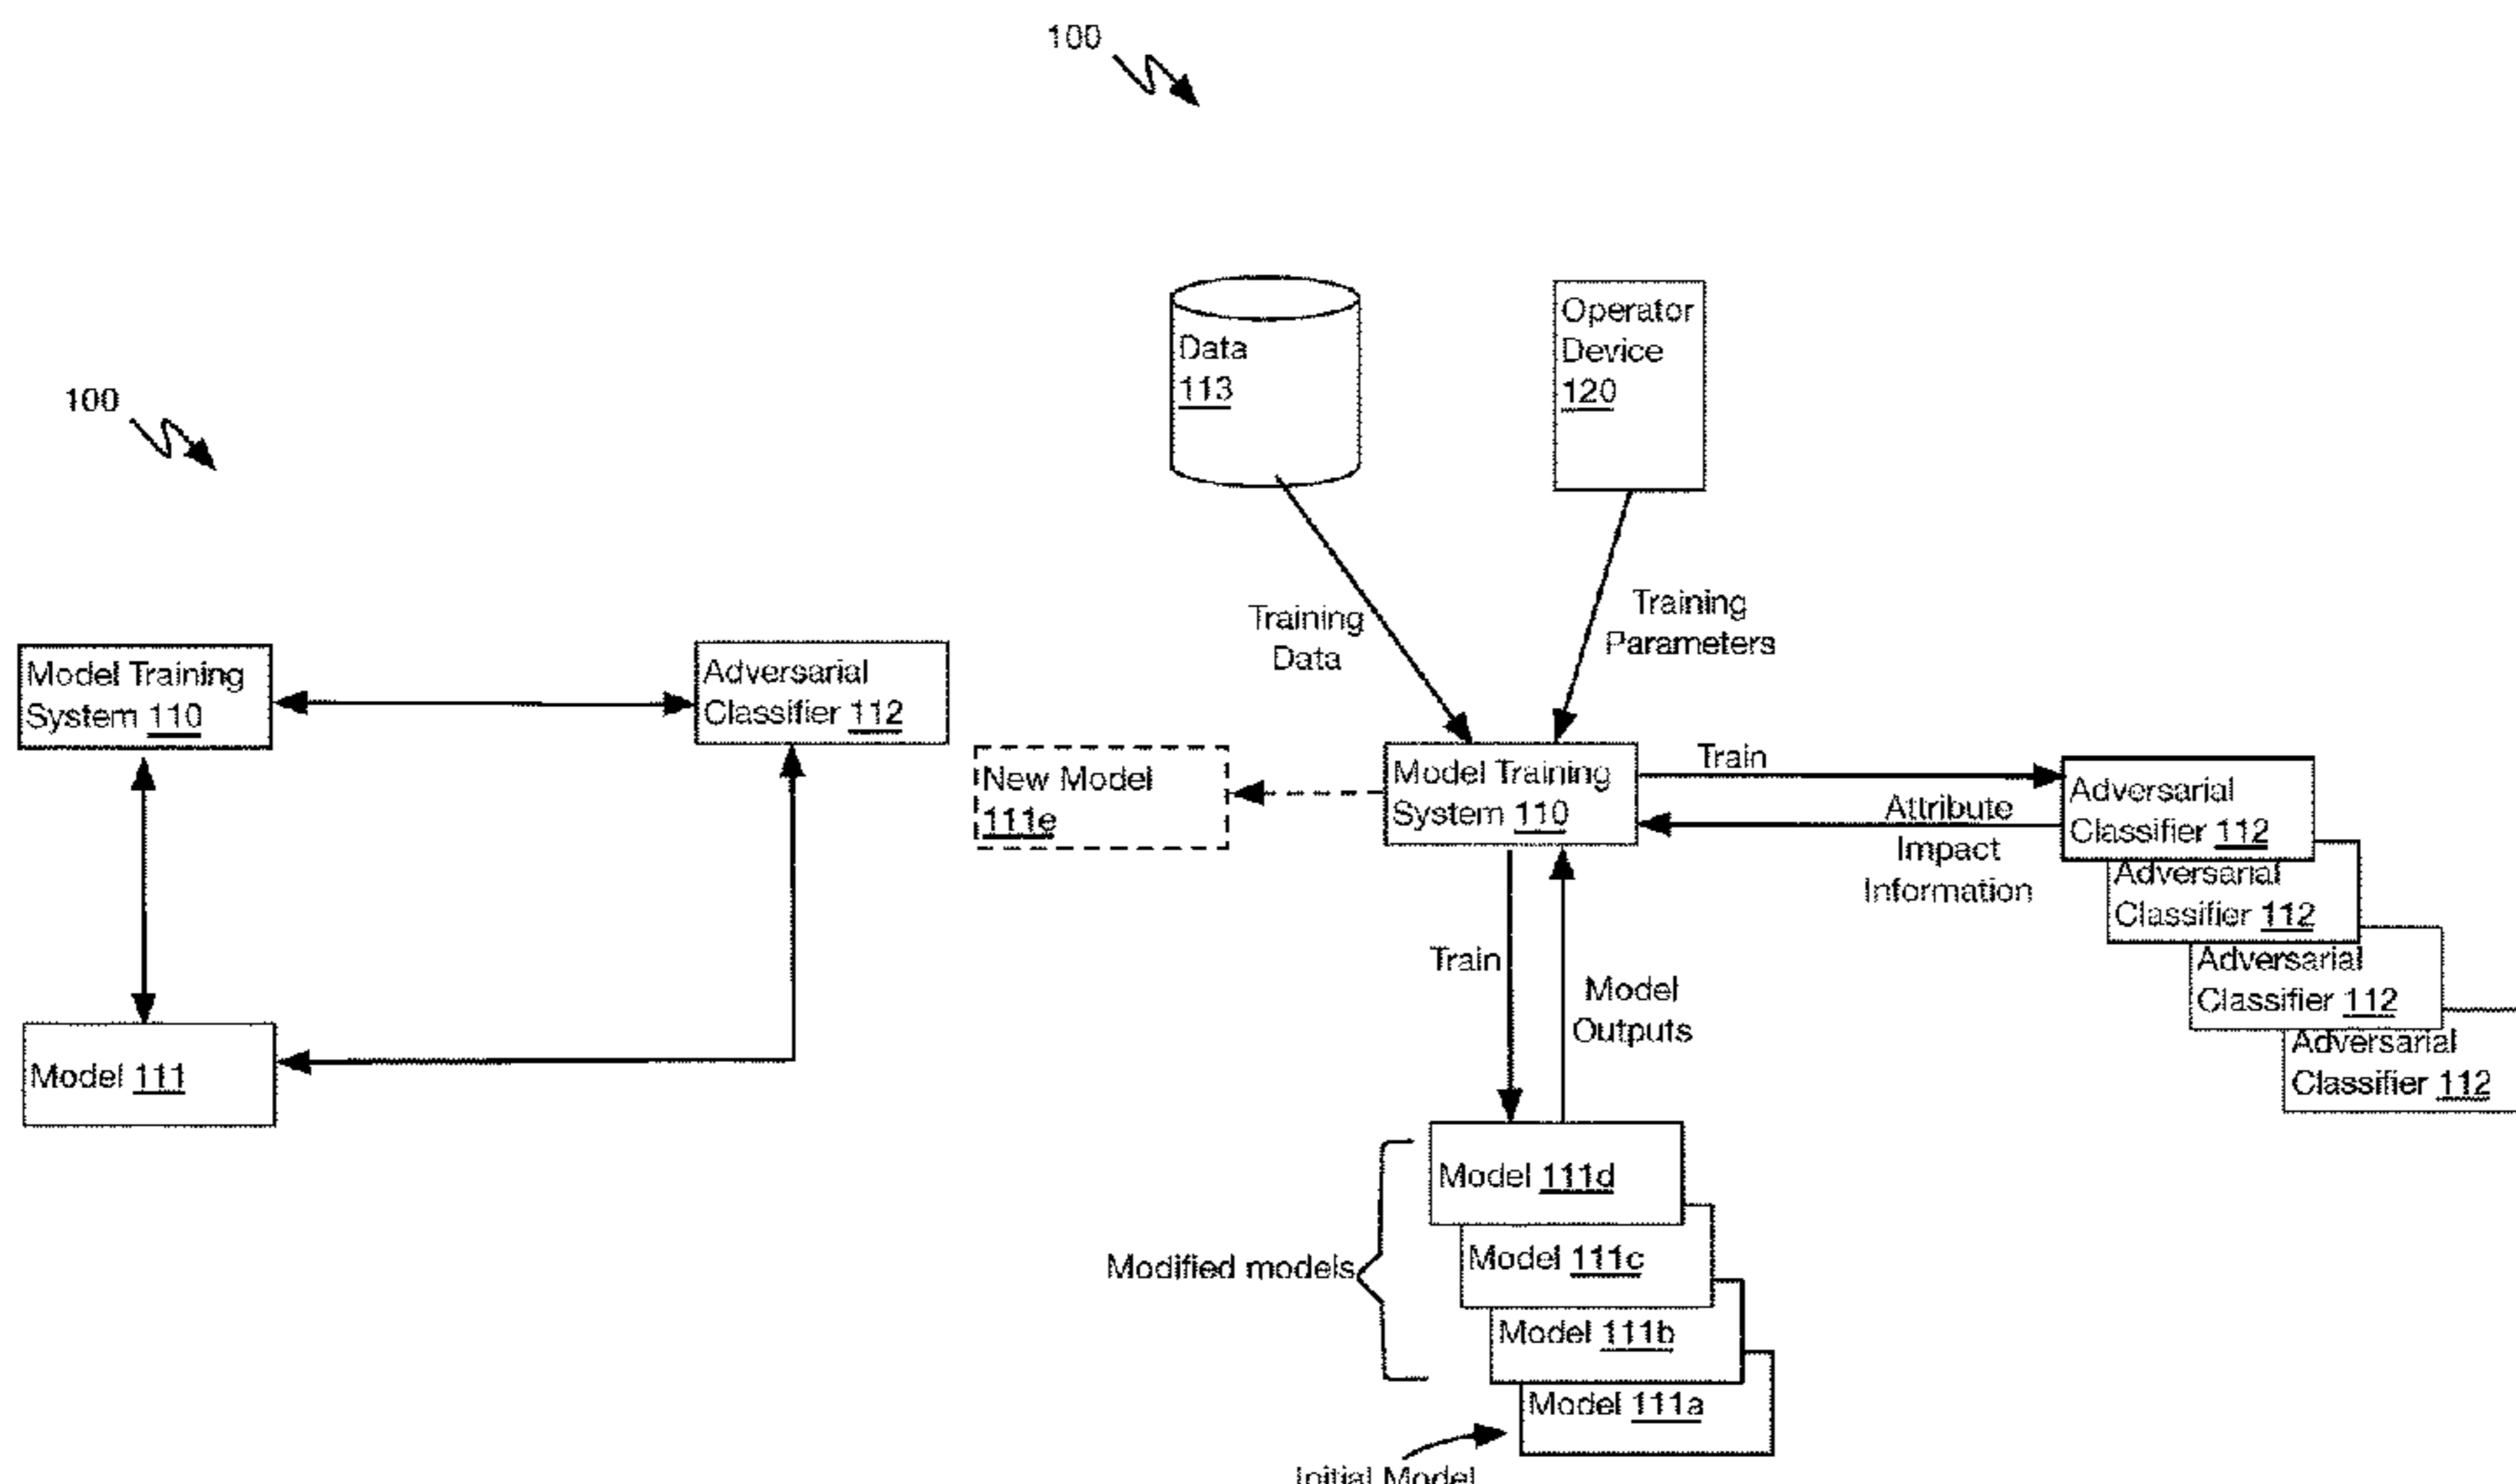 100
Model Training
System 110
Adversarial
Classifier 112
Model 111
100
Data
113
Operator
Device
120
Training
Data
Training
Parameters
New Model
111e
Model Training
System 110
Train
Attribute
Impact
Information
Adversarial
Classifier 112
Adversarial
Classifier 112
Adversarial
Classifier 112
Adversarial
Classifier 112
Train
Model
Outputs
Modified models
Model 111d
Model 111c
Model 111b
Model 111a
Initial Model